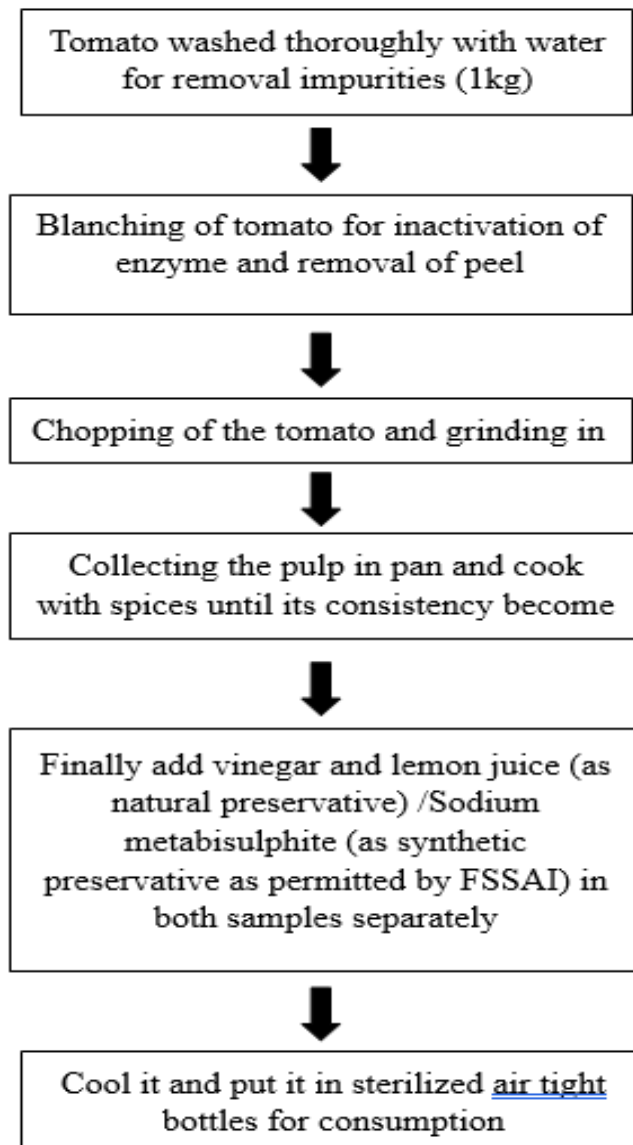 Tomato washed thoroughly with water
for removal impurities (1kg)
Blanching of tomato for inactivation of
enzyme and removal of peel
Chopping of the tomato and grinding in
Collecting the pulp in pan and cook
with spices until its consistency become
Finally add vinegar and lemon juice (as
natural preservative) /Sodium
metabisulphite (as synthetic
preservative as permitted by FSSAI) in
both samples separately
Cool it and put it in sterilized air tight
bottles for consumption